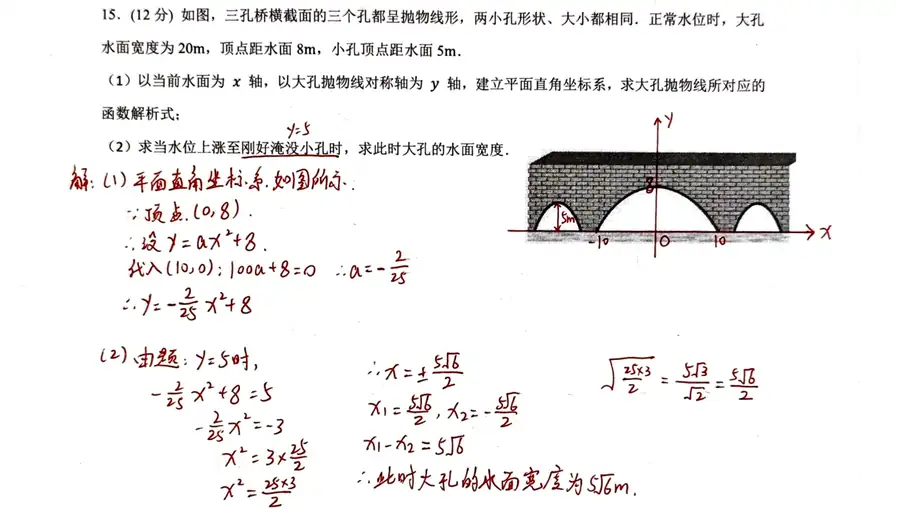 15.(12分) 如图，三孔桥横截面的三个孔都呈抛物线形，两小孔形状、大小都相同．正常水位时，大孔
水面宽度为20m，顶点距水面8m，小孔顶点距水面5m．
（1）以当前水面为 x 轴，以大孔抛物线对称轴为 y 轴，建立平面直角坐标系，求大孔抛物线所对应的
函数解析式；
y=5
（2）求当水位上涨至刚好淹没小孔时，求此时大孔的水面宽度．
y
8
5m
-10 0 10 x
解：(1) 平面直角坐标系如图所示.
∵顶点(0,8).
∴设 y=ax²+8.
代入(10,0)：100a+8=0 ∴a=-2/25
∴y=-2/25 x²+8
(2) 由题：y=5时，
-2/25 x²+8=5
-2/25 x²=-3
x²=3×25/2
x²=25×3/2
∴x=±5√6/2
x₁=5√6/2, x₂=-5√6/2
x₁-x₂=5√6
∴此时大孔的水面宽度为5√6m.
√(25×3/2)=5√3/√2=5√6/2